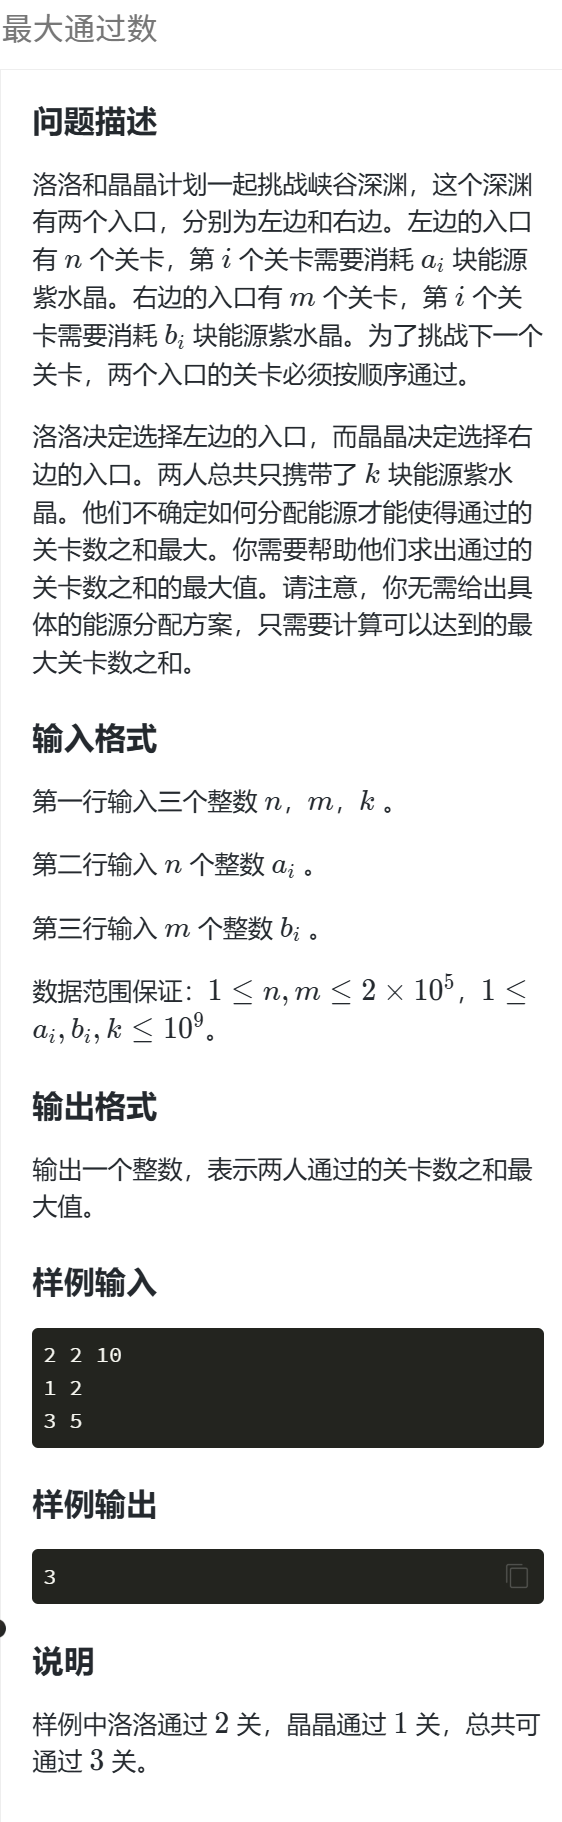 最大通过数
问题描述
洛洛和晶晶计划一起挑战峡谷深渊，这个深渊
有两个入口，分别为左边和右边。左边的入口
有 n 个关卡，第 i 个关卡需要消耗 a_i 块能源
紫水晶。右边的入口有 m 个关卡，第 i 个关
卡需要消耗 b_i 块能源紫水晶。为了挑战下一个
关卡，两个入口的关卡必须按顺序通过。
洛洛决定选择左边的入口，而晶晶决定选择右
边的入口。两人总共只携带了 k 块能源紫水
晶。他们不确定如何分配能源才能使得通过的
关卡数之和最大。你需要帮助他们求出通过的
关卡数之和的最大值。请注意，你无需给出具
体的能源分配方案，只需要计算可以达到的最
大关卡数之和。
输入格式
第一行输入三个整数 n，m，k 。
第二行输入 n 个整数 a_i 。
第三行输入 m 个整数 b_i 。
数据范围保证：1 ≤ n, m ≤ 2 × 10^5，1 ≤
a_i, b_i, k ≤ 10^9。
输出格式
输出一个整数，表示两人通过的关卡数之和最
大值。
样例输入
2 2 10
1 2
3 5
样例输出
3
说明
样例中洛洛通过 2 关，晶晶通过 1 关，总共可
通过 3 关。